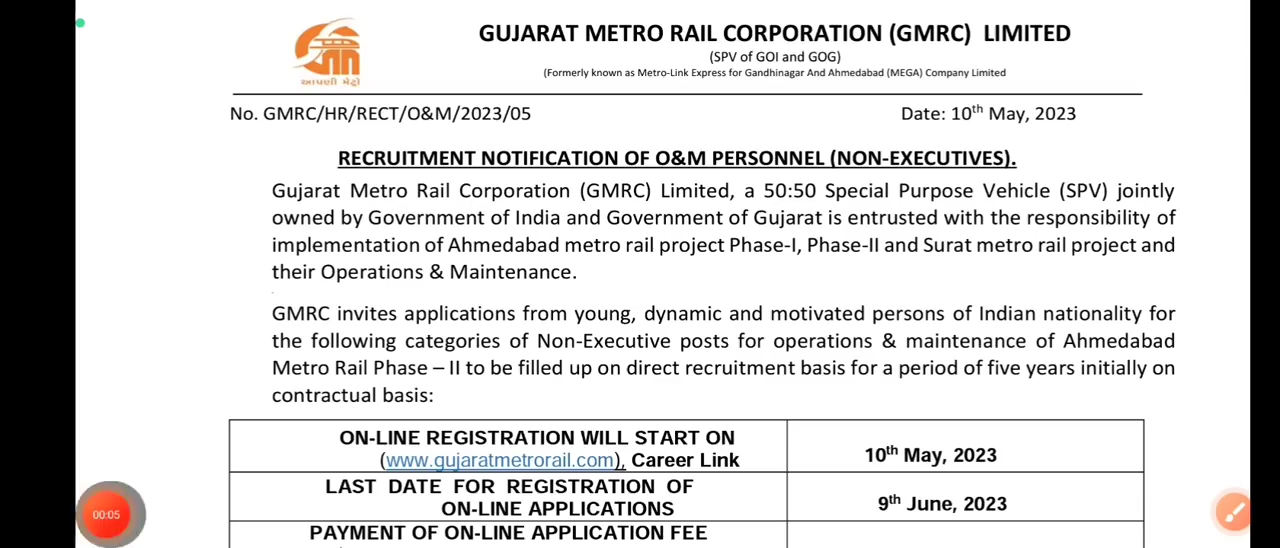 GUJARAT METRO RAIL CORPORATION (GMRC) LIMITED
(SPV of GOI and GOG)
(Formerly known as Metro-Link Express for Gandhinagar And Ahmedabad (MEGA) Company Limited
આપણી મેટ્રો
No. GMRC/HR/RECT/O&M/2023/05
Date: 10th May, 2023
RECRUITMENT NOTIFICATION OF O&M PERSONNEL (NON-EXECUTIVES).
Gujarat Metro Rail Corporation (GMRC) Limited, a 50:50 Special Purpose Vehicle (SPV) jointly
owned by Government of India and Government of Gujarat is entrusted with the responsibility of
implementation of Ahmedabad metro rail project Phase-I, Phase-II and Surat metro rail project and
their Operations & Maintenance.
GMRC invites applications from young, dynamic and motivated persons of Indian nationality for
the following categories of Non-Executive posts for operations & maintenance of Ahmedabad
Metro Rail Phase – II to be filled up on direct recruitment basis for a period of five years initially on
contractual basis:
ON-LINE REGISTRATION WILL START ON
(www.gujaratmetrorail.com), Career Link
10th May, 2023
LAST DATE FOR REGISTRATION OF
ON-LINE APPLICATIONS
9th June, 2023
PAYMENT OF ON-LINE APPLICATION FEE
00:05